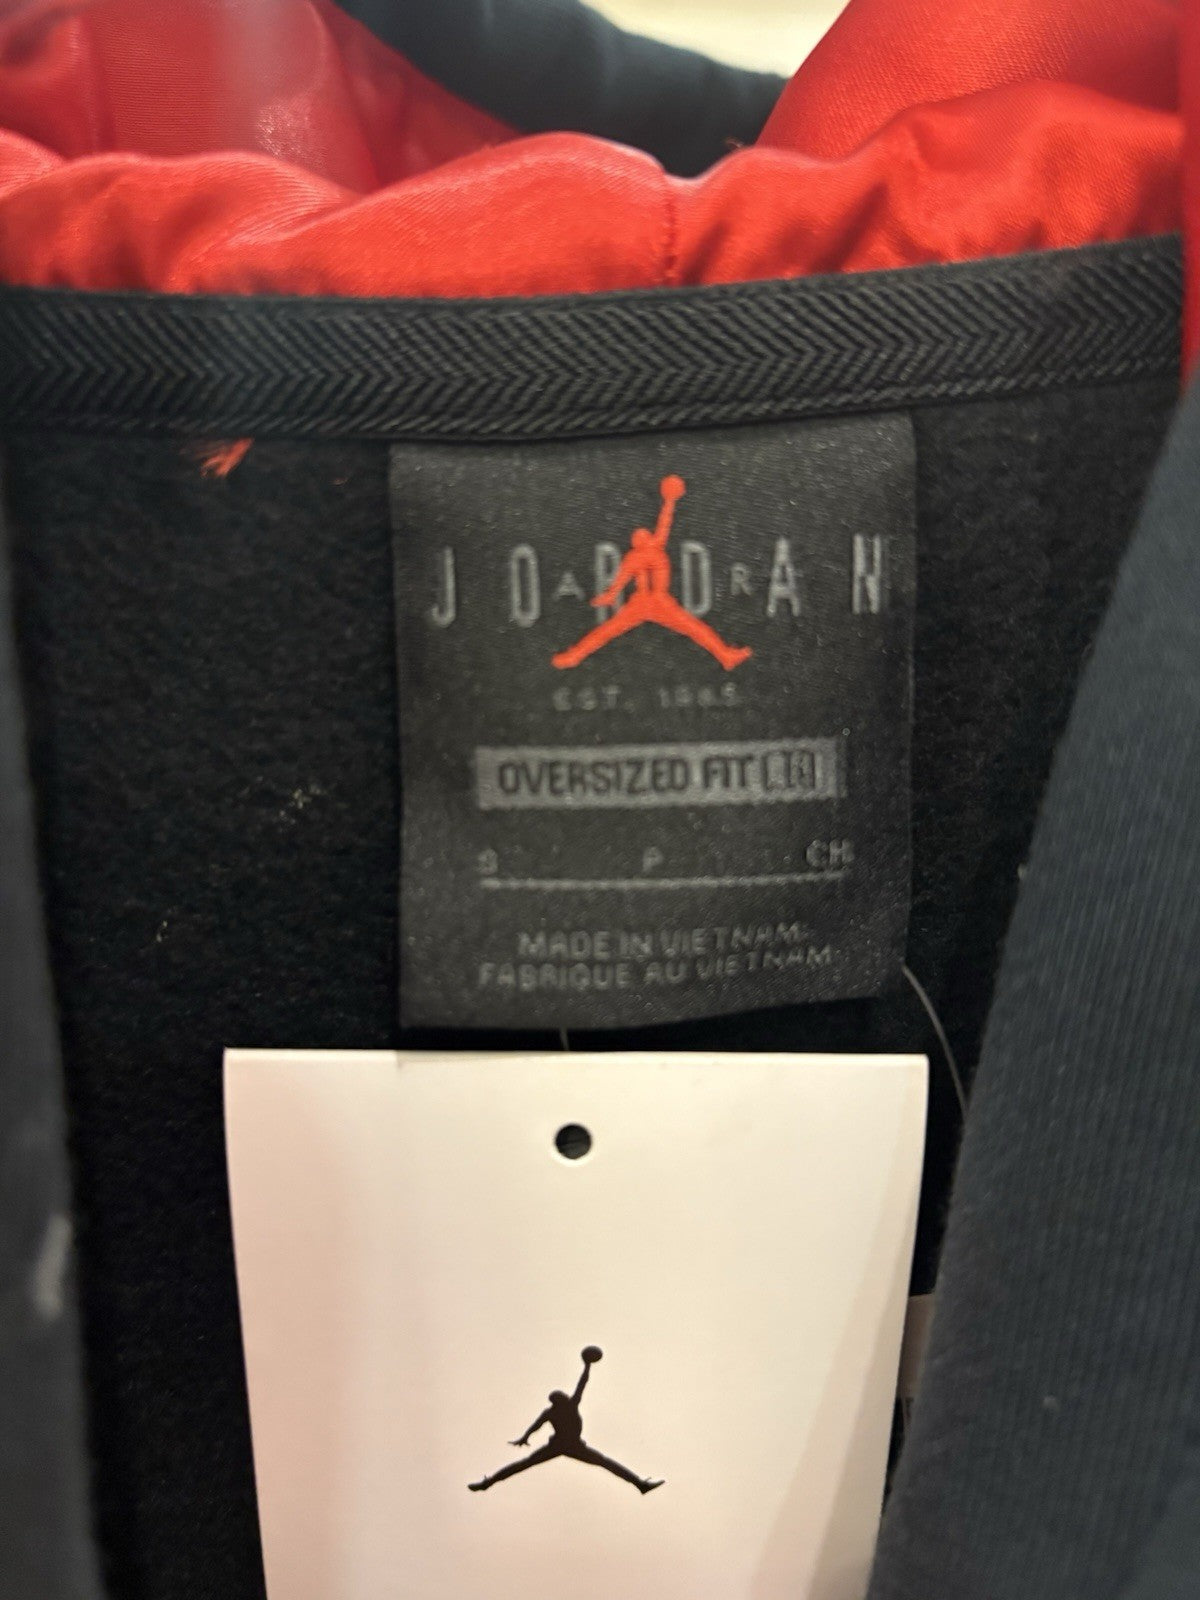 JORDAN
AIR
EST. 1985
OVERSIZED FIT
S P CH
MADE IN VIETNAM
FABRIQUE AU VIETNAM